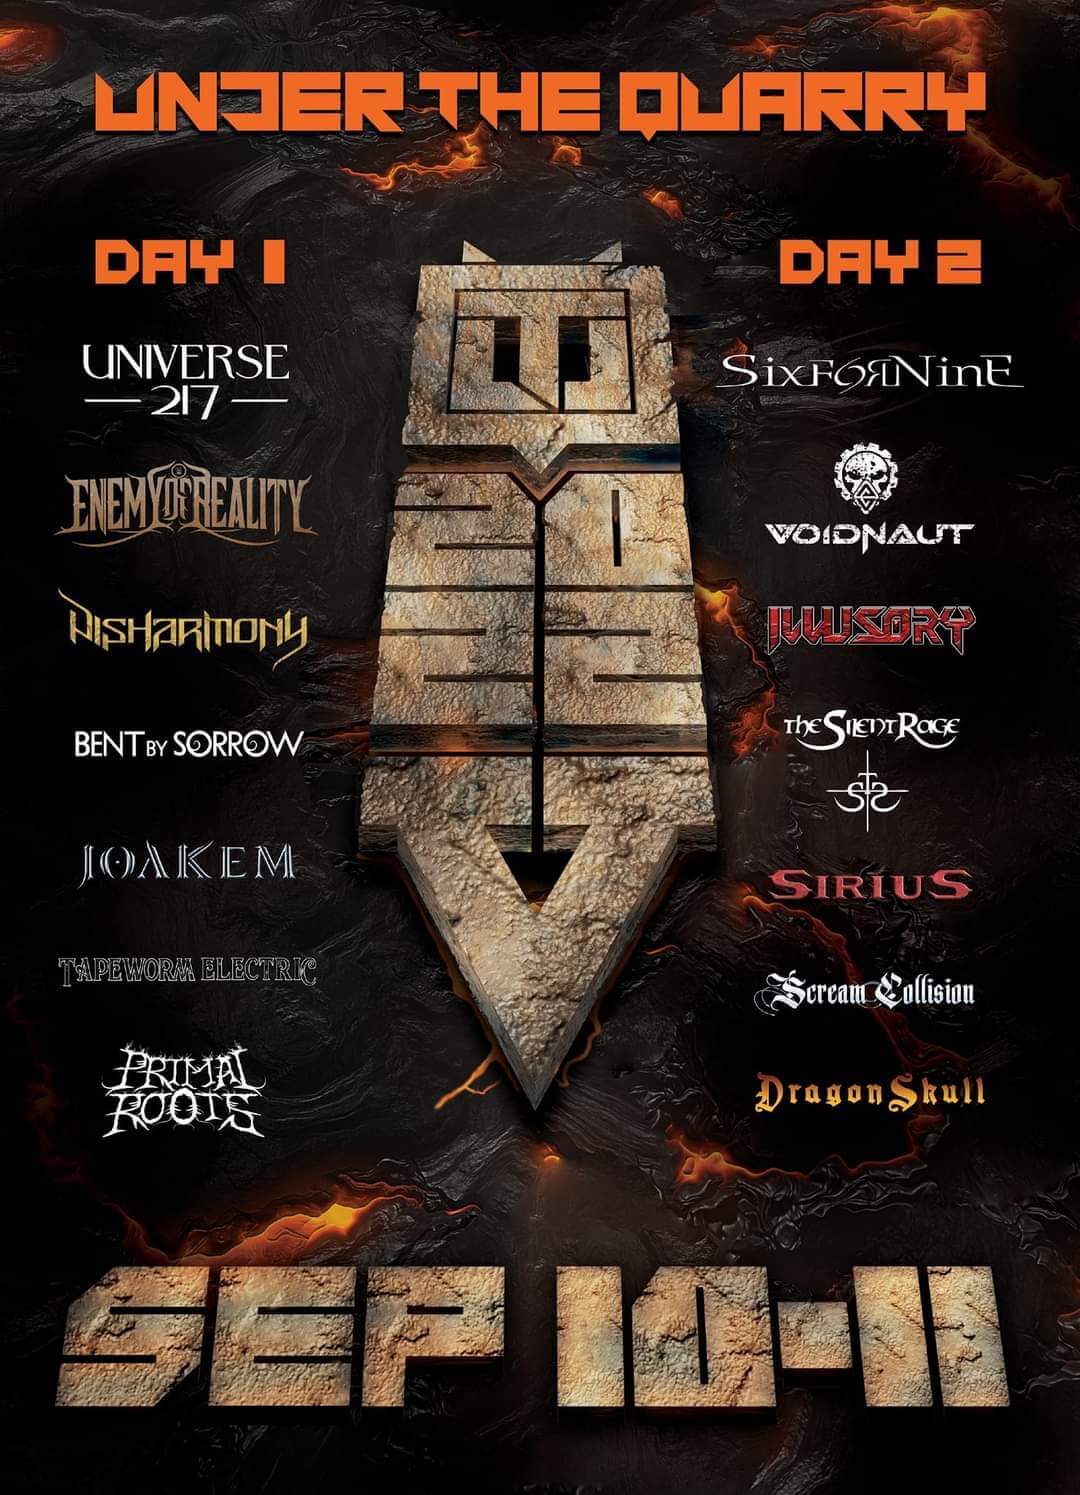 UNDER THE QUARRY
DAY 1
UNIVERSE
217
ENEMY OF REALITY
DISHARMONY
BENT BY SORROW
JOAKEM
TAPEWORM ELECTRIC
PRIMAL
ROOTS
DAY 2
SixFORNinE
VOIDNAUT
ILLUSORY
the Silent Rage
SIRIUS
Scream Collision
DragonSkull
SEP 10-11